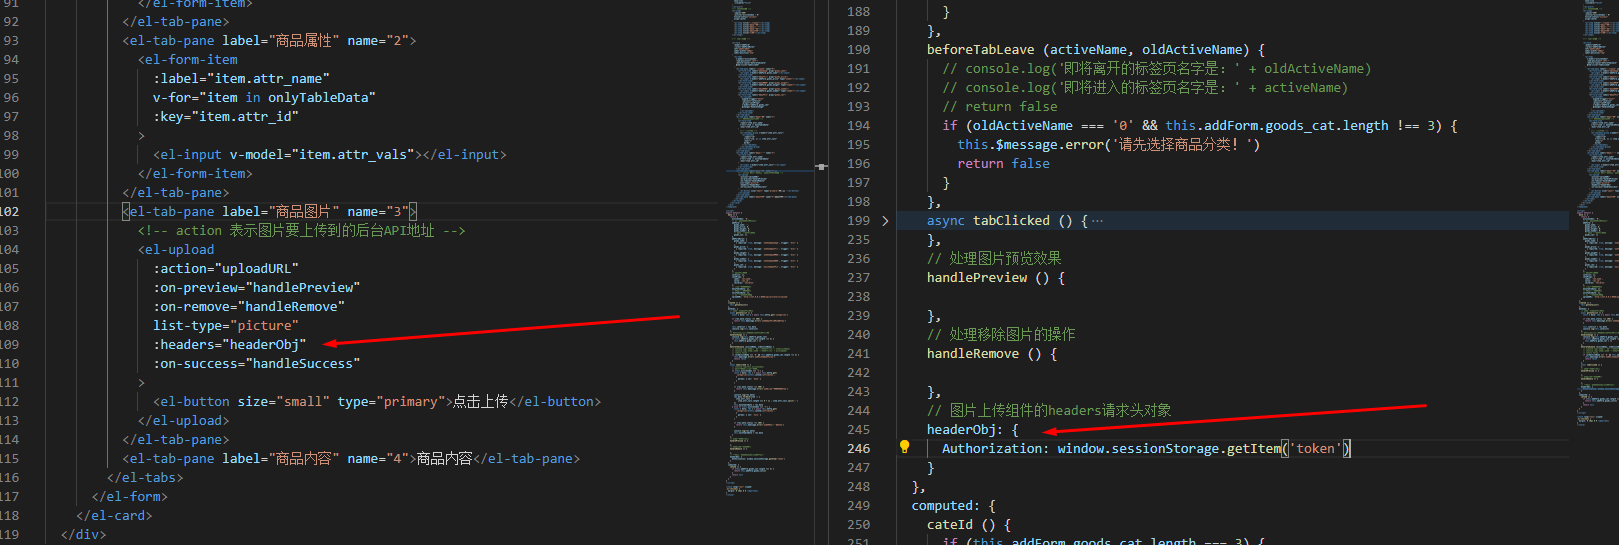 91 </el-form-item>
92 </el-tab-pane>
93 <el-tab-pane label="商品属性" name="2">
94 <el-form-item
95 :label="item.attr_name"
96 v-for="item in onlyTableData"
97 :key="item.attr_id"
98 >
99 <el-input v-model="item.attr_vals"></el-input>
100 </el-form-item>
101 </el-tab-pane>
102 <el-tab-pane label="商品图片" name="3">
103 <!-- action 表示图片要上传到的后台API地址 -->
104 <el-upload
105 :action="uploadURL"
106 :on-preview="handlePreview"
107 :on-remove="handleRemove"
108 list-type="picture"
109 :headers="headerObj"
110 :on-success="handleSuccess"
111 >
112 <el-button size="small" type="primary">点击上传</el-button>
113 </el-upload>
114 </el-tab-pane>
115 <el-tab-pane label="商品内容" name="4">商品内容</el-tab-pane>
116 </el-tabs>
117 </el-form>
118 </el-card>
119 </div>
188 }
189 },
190 beforeTabLeave (activeName, oldActiveName) {
191 // console.log('即将离开的标签页名字是：' + oldActiveName)
192 // console.log('即将进入的标签页名字是：' + activeName)
193 // return false
194 if (oldActiveName === '0' && this.addForm.goods_cat.length !== 3) {
195 this.$message.error('请先选择商品分类！')
196 return false
197 }
198 },
199 async tabClicked () {…
235 },
236 // 处理图片预览效果
237 handlePreview () {
238
239 },
240 // 处理移除图片的操作
241 handleRemove () {
242
243 },
244 // 图片上传组件的headers请求头对象
245 headerObj: {
246 Authorization: window.sessionStorage.getItem('token')
247 }
248 },
249 computed: {
250 cateId () {
251 if (this.addForm.goods_cat.length === 3) {